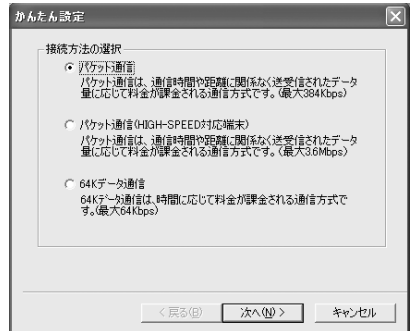 かんたん設定
接続方法の選択
パケット通信
パケット通信は、通信時間や距離に関係なく送受信されたデータ
量に応じて料金が課金される通信方式です。(最大384Kbps)
パケット通信(HIGH-SPEED対応端末)
パケット通信は、通信時間や距離に関係なく送受信されたデータ
量に応じて料金が課金される通信方式です。(最大3.6Mbps)
64Kデータ通信
64Kデータ通信は、時間に応じて料金が課金される通信方式で
す。(最大64Kbps)
< 戻る(B) 次へ(N) > キャンセル